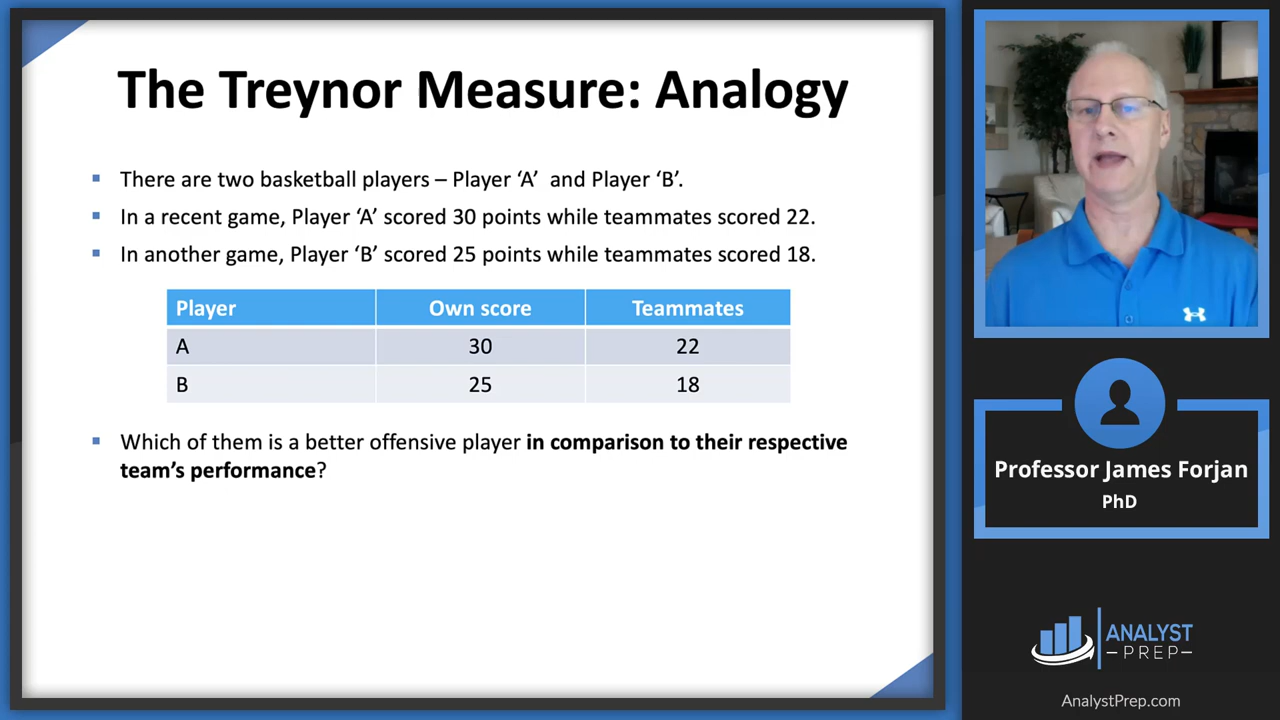 The Treynor Measure: Analogy
There are two basketball players – Player ‘A’ and Player ‘B’.
In a recent game, Player ‘A’ scored 30 points while teammates scored 22.
In another game, Player ‘B’ scored 25 points while teammates scored 18.
Player Own score Teammates
A 30 22
B 25 18
Which of them is a better offensive player in comparison to their respective
team’s performance?
Professor James Forjan
PhD
ANALYST
PREP
AnalystPrep.com